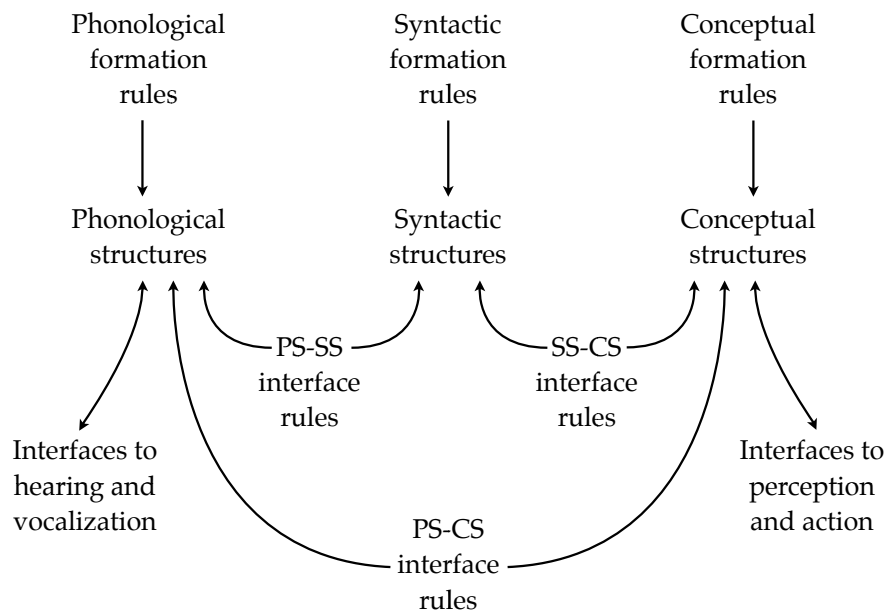 Phonological
formation
rules
Syntactic
formation
rules
Conceptual
formation
rules
Phonological
structures
Syntactic
structures
Conceptual
structures
PS-SS
interface
rules
SS-CS
interface
rules
Interfaces to
hearing and
vocalization
PS-CS
interface
rules
Interfaces to
perception
and action